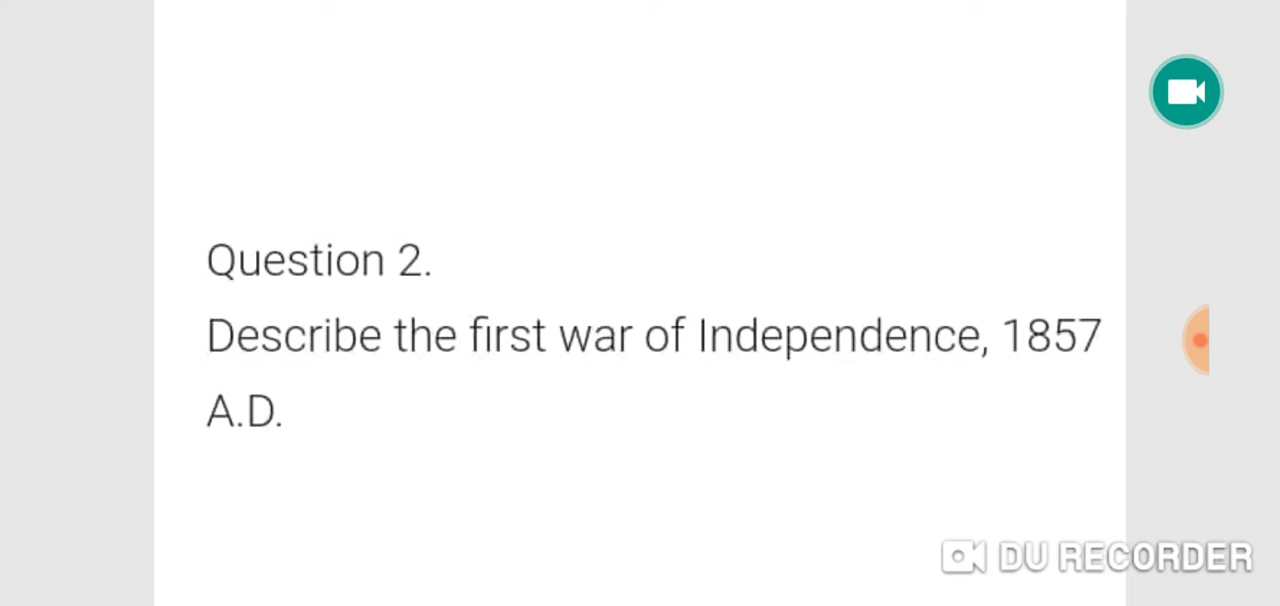 Question 2.
Describe the first war of Independence, 1857
A.D.
DU RECORDER